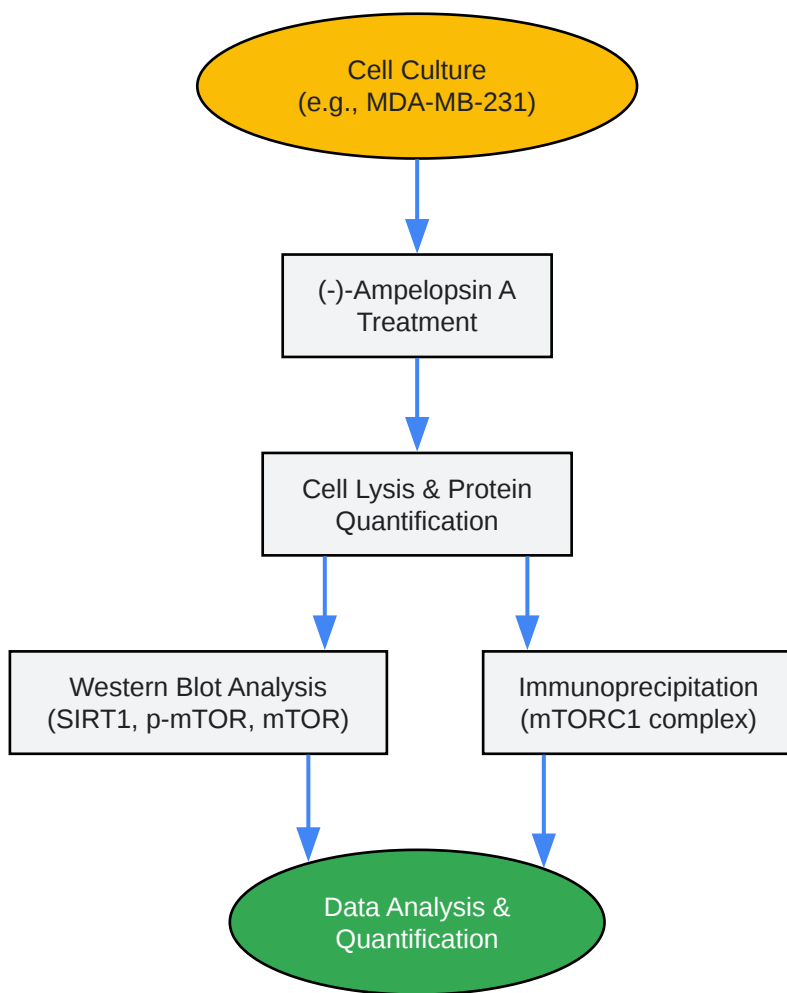 Cell Culture
(e.g., MDA-MB-231)
(-)-Ampelopsin A
Treatment
Cell Lysis & Protein
Quantification
Western Blot Analysis
(SIRT1, p-mTOR, mTOR)
Immunoprecipitation
(mTORC1 complex)
Data Analysis &
Quantification